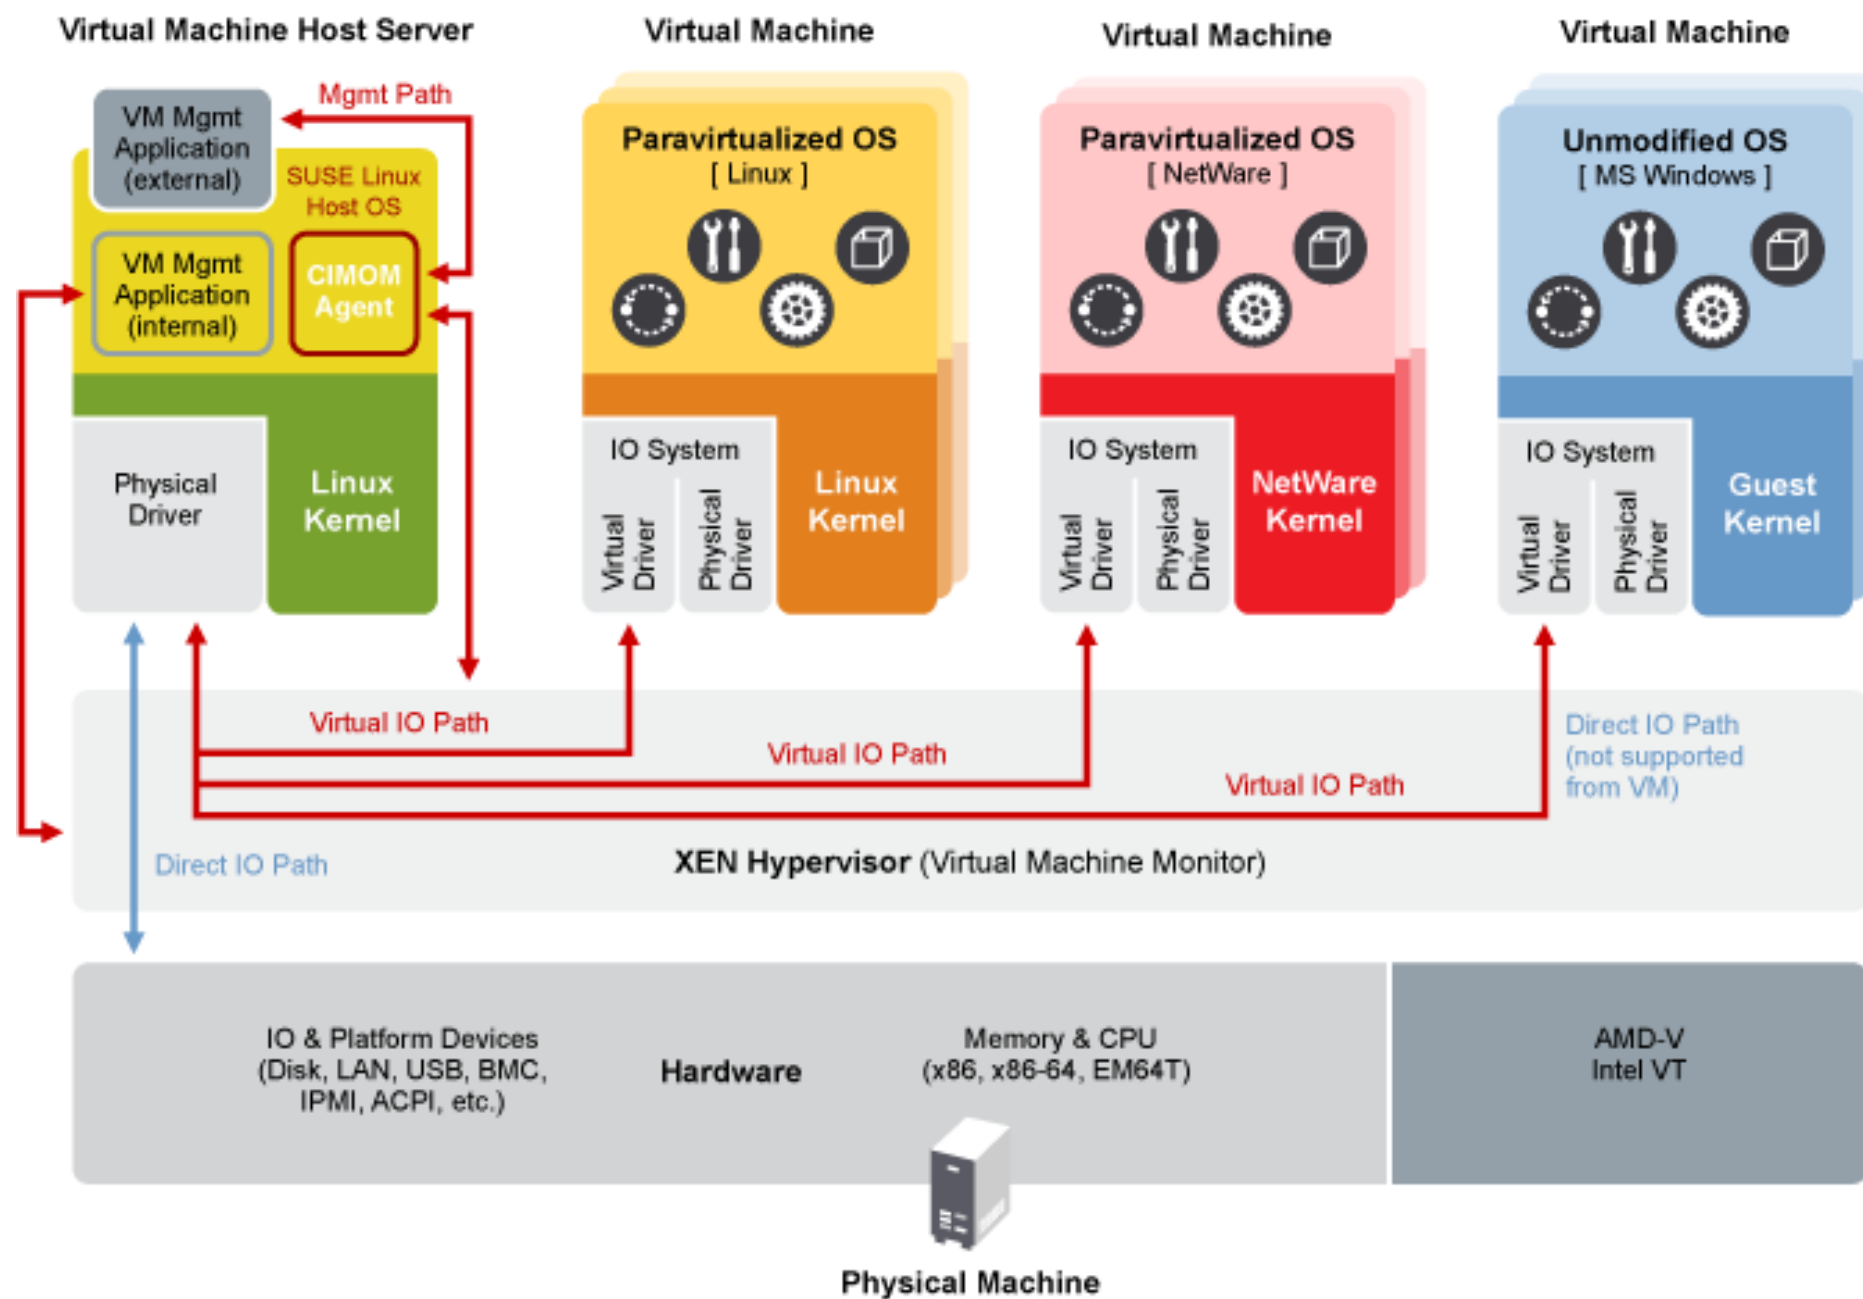 Virtual Machine Host Server
Virtual Machine
Virtual Machine
Virtual Machine
Mgmt Path
VM Mgmt
Application
(external)
SUSE Linux
Host OS
VM Mgmt
Application
(internal)
CIMOM
Agent
Physical
Driver
Linux
Kernel
Paravirtualized OS
[ Linux ]
IO System
Virtual
Driver
Physical
Driver
Linux
Kernel
Paravirtualized OS
[ NetWare ]
IO System
Virtual
Driver
Physical
Driver
NetWare
Kernel
Unmodified OS
[ MS Windows ]
IO System
Virtual
Driver
Physical
Driver
Guest
Kernel
Virtual IO Path
Virtual IO Path
Virtual IO Path
Direct IO Path
(not supported
from VM)
Direct IO Path
XEN Hypervisor (Virtual Machine Monitor)
IO & Platform Devices
(Disk, LAN, USB, BMC,
IPMI, ACPI, etc.)
Hardware
Memory & CPU
(x86, x86-64, EM64T)
AMD-V
Intel VT
Physical Machine